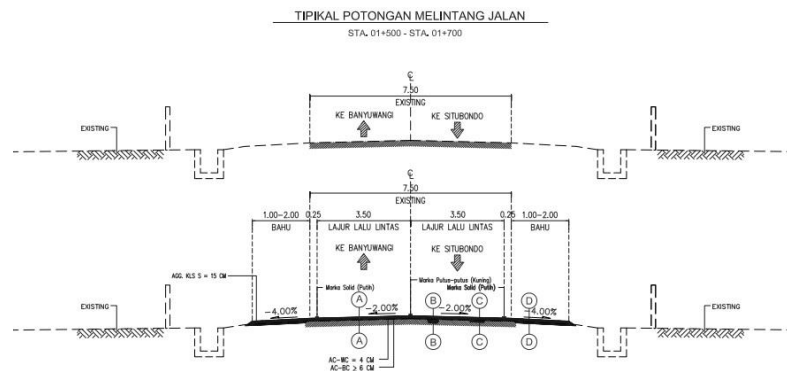 TIPIKAL POTONGAN MELINTANG JALAN
STA. 01+500 - STA. 01+700
℄
7.50
EXISTING
KE BANYUWANGI KE SITUBONDO
EXISTING EXISTING
℄
7.50
EXISTING
1.00-2.00 0.25 3.50 3.50 0.25 1.00-2.00
BAHU LAJUR LALU LINTAS LAJUR LALU LINTAS BAHU
KE BANYUWANGI KE SITUBONDO
AGG. KLS S = 15 CM
Marka Solid (Putih) Marka Putus-putus (Kuning)
Marka Solid (Putih)
EXISTING A B C D EXISTING
-4.00% -2.00% -2.00% -4.00%
A B C D
AC-WC = 4 CM
AC-BC ≥ 6 CM